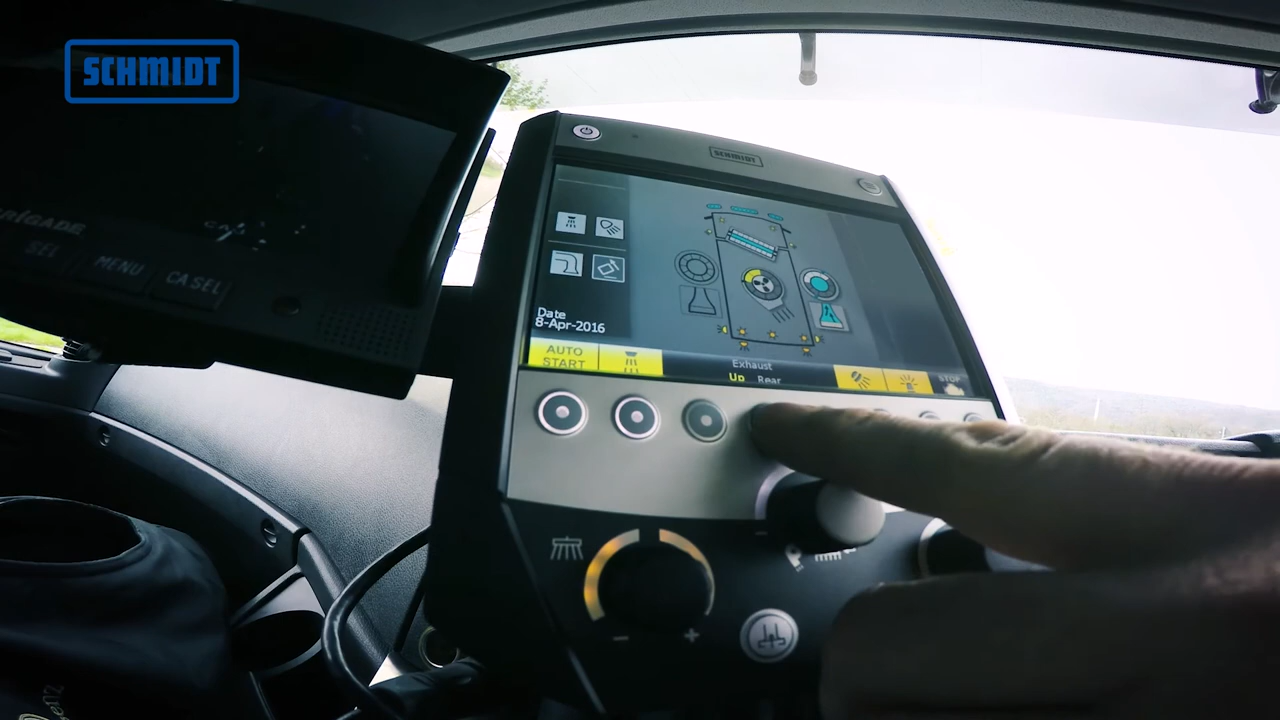 SCHMIDT
SCHMIDT
SEL
MENU
CA SEL
Date
8-Apr-2016
AUTO
START
Exhaust
Up Rear
STOP
- +